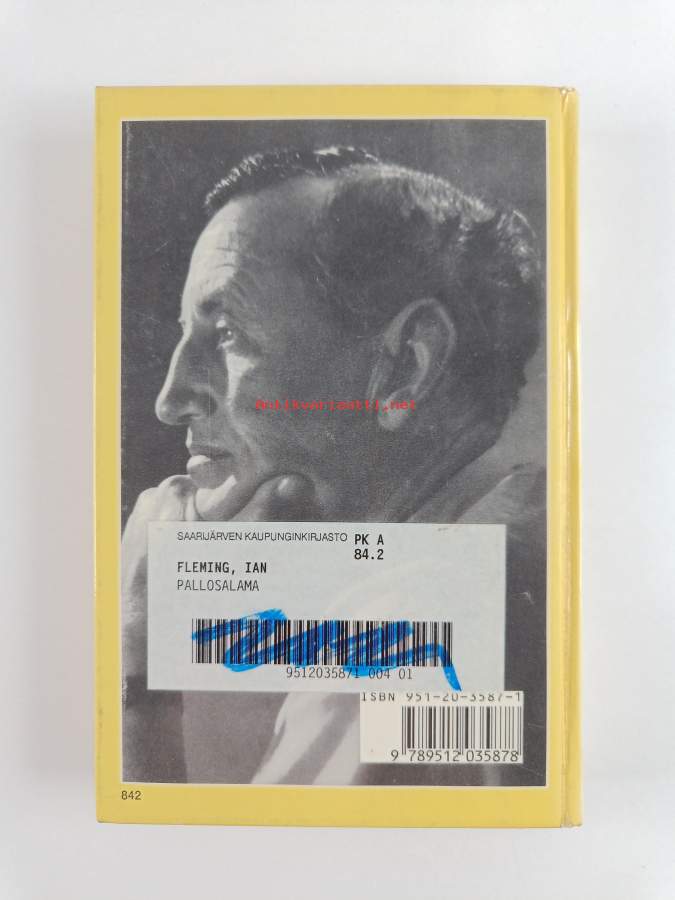 Antikvariaatti.net
SAARIJÄRVEN KAUPUNGINKIRJASTO PK A
84.2
FLEMING, IAN
PALLOSALAMA
9512035871 004 01
ISBN 951-20-3587-1
9 789512 035878
842